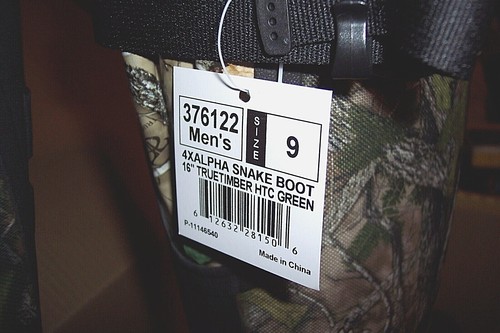 376122
Men's
SIZE
9
4XALPHA SNAKE BOOT
16" TRUETIMBER HTC GREEN
6 12632 28150 6
P-11146540
Made in China